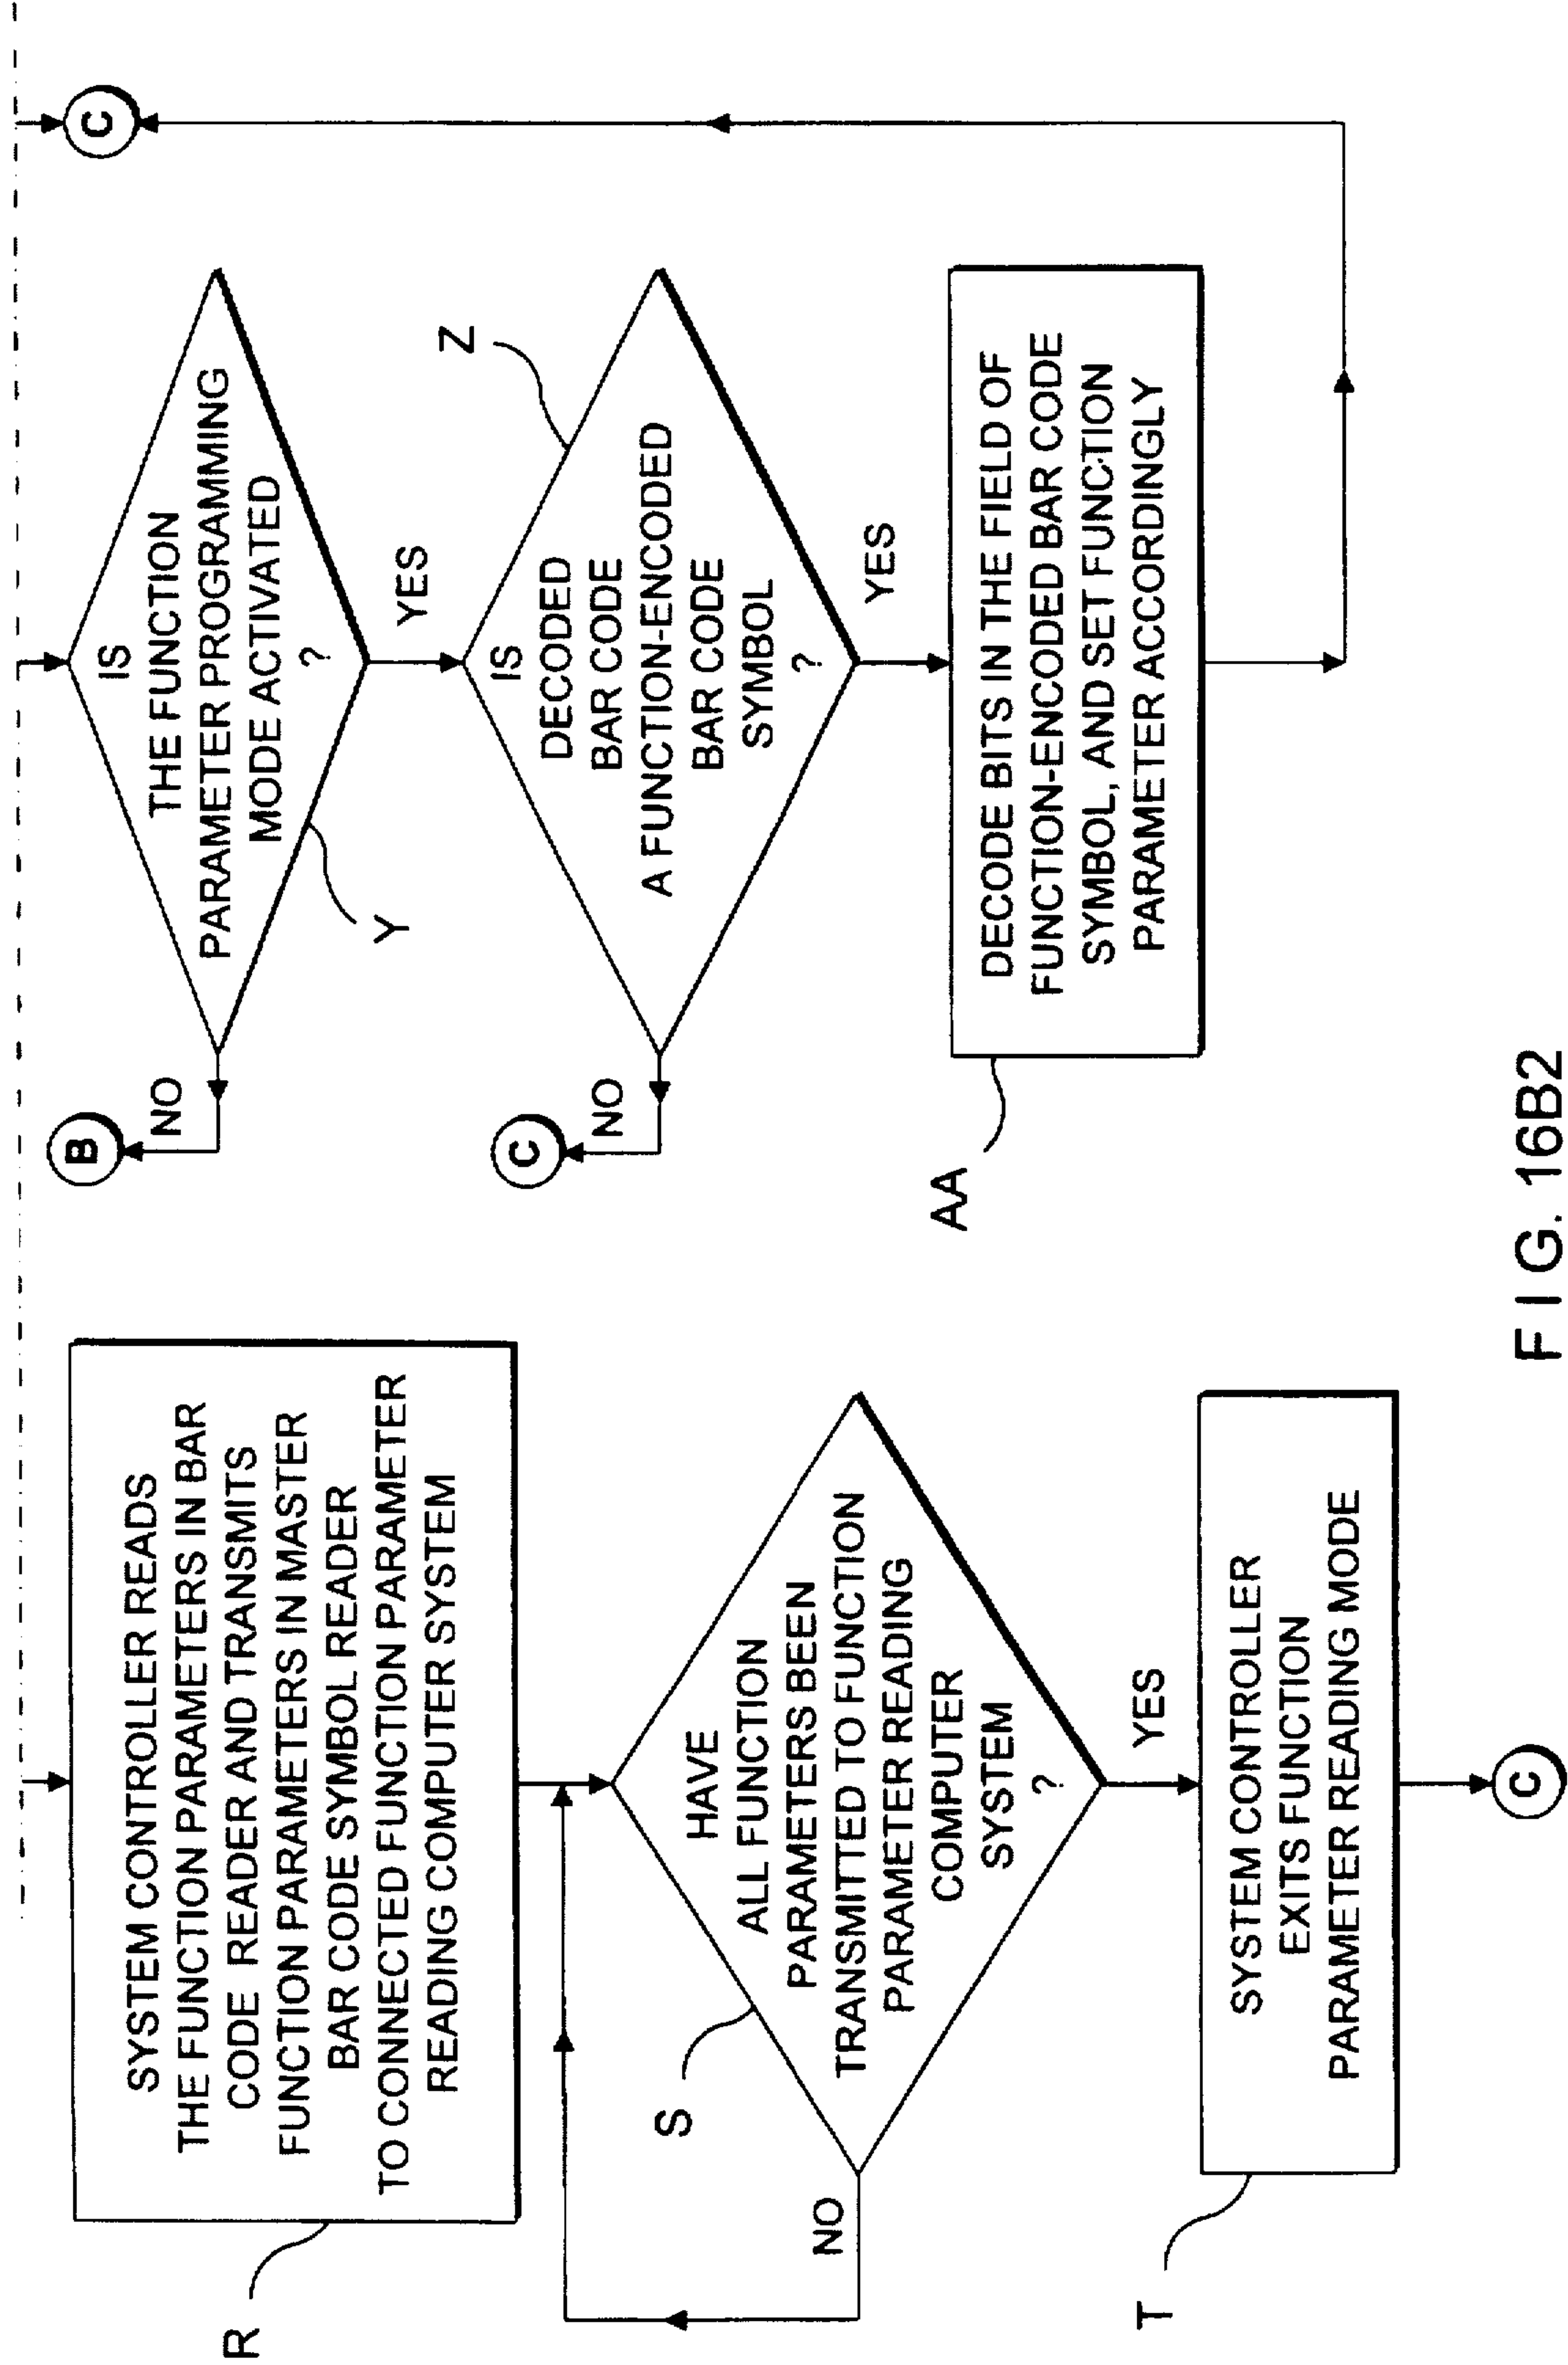 SYSTEM CONTROLLER READS
THE FUNCTION PARAMETERS IN BAR
CODE READER AND TRANSMITS
FUNCTION PARAMETERS IN MASTER
BAR CODE SYMBOL READER
TO CONNECTED FUNCTION PARAMETER
READING COMPUTER SYSTEM
R
HAVE
ALL FUNCTION
PARAMETERS BEEN
TRANSMITTED TO FUNCTION
PARAMETER READING
COMPUTER
SYSTEM
?
S
NO
YES
SYSTEM CONTROLLER
EXITS FUNCTION
PARAMETER READING MODE
T
C
B
NO
IS
THE FUNCTION
PARAMETER PROGRAMMING
MODE ACTIVATED
?
Y
YES
C
NO
IS
DECODED
BAR CODE
A FUNCTION-ENCODED
BAR CODE
SYMBOL
?
Z
YES
DECODE BITS IN THE FIELD OF
FUNCTION-ENCODED BAR CODE
SYMBOL, AND SET FUNCTION
PARAMETER ACCORDINGLY
AA
C
FIG. 16B2